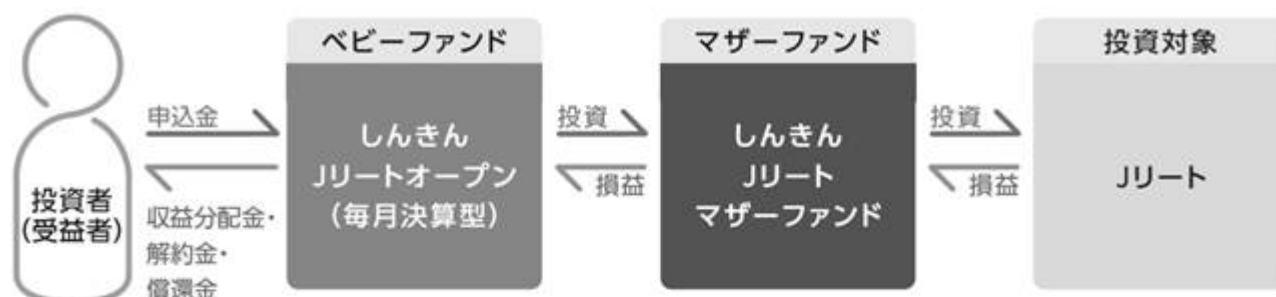 投資者
(受益者)
申込金
収益分配金・
解約金・
償還金
ベビーファンド
しんきん
Jリートオープン
(毎月決算型)
投資
損益
マザーファンド
しんきん
Jリート
マザーファンド
投資
損益
投資対象
Jリート